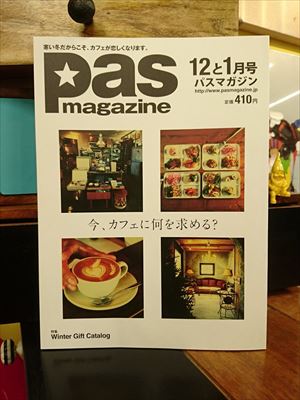 寒い冬だからこそ、カフェが恋しくなります。
pas
magazine
12と1月号
パスマガジン
http://www.pasmagazine.jp
定価 410円
今、カフェに何を求める?
特集
Winter Gift Catalog